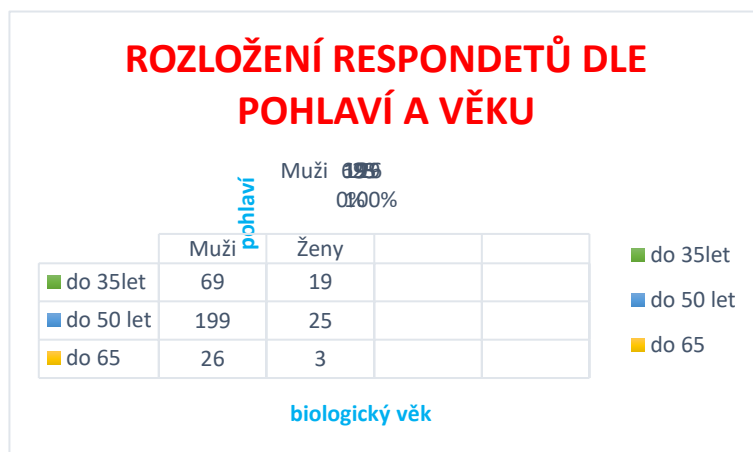 ROZLOŽENÍ RESPONDETŮ DLE
POHLAVÍ A VĚKU
Muži
100%
pohlaví
Muži Ženy
do 35let 69 19
do 50 let 199 25
do 65 26 3
do 35let
do 50 let
do 65
biologický věk